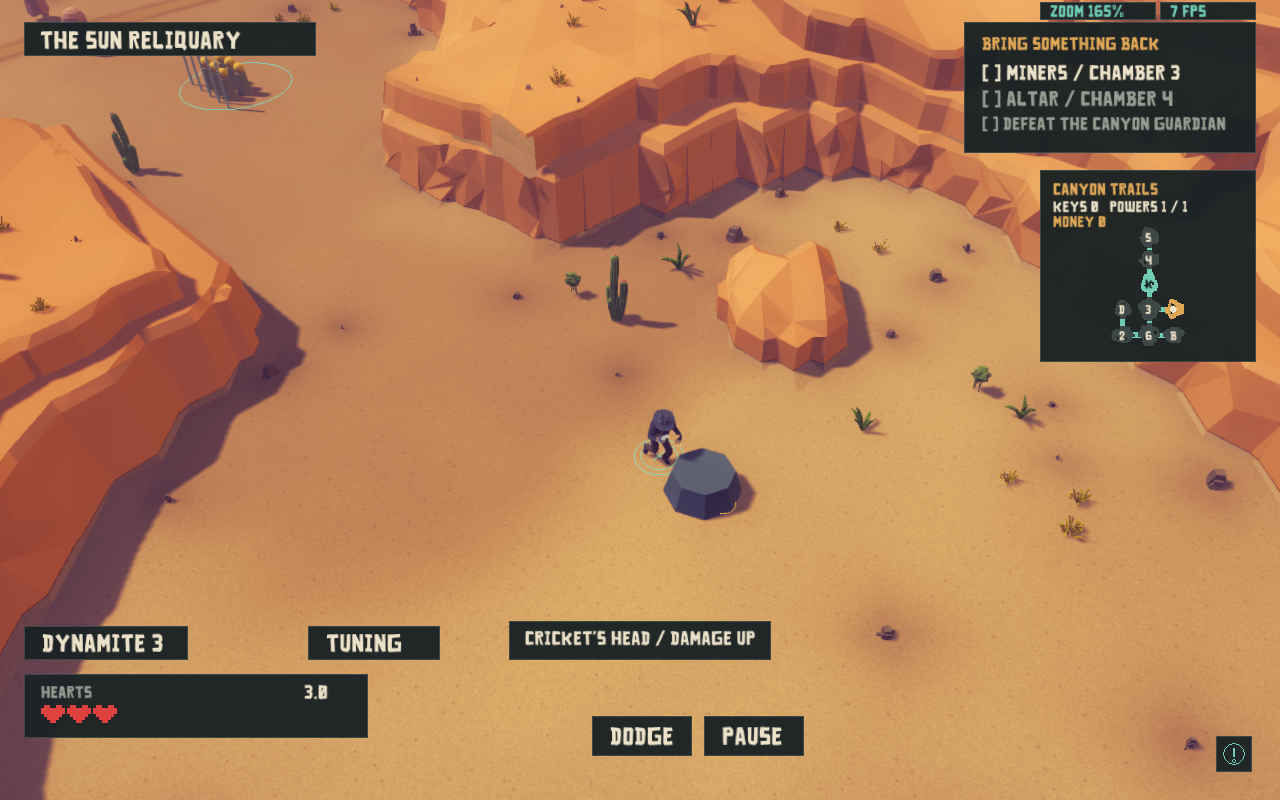 ZOOM 165%
7 FPS
THE SUN RELIQUARY
BRING SOMETHING BACK
[ ] MINERS / CHAMBER 3
[ ] ALTAR / CHAMBER 4
[ ] DEFEAT THE CANYON GUARDIAN
CANYON TRAILS
KEYS 0 POWERS 1 / 1
MONEY 0
5
4
K
D 3
2 6 B
DYNAMITE 3
TUNING
CRICKET'S HEAD / DAMAGE UP
HEARTS 3.0
DODGE
PAUSE